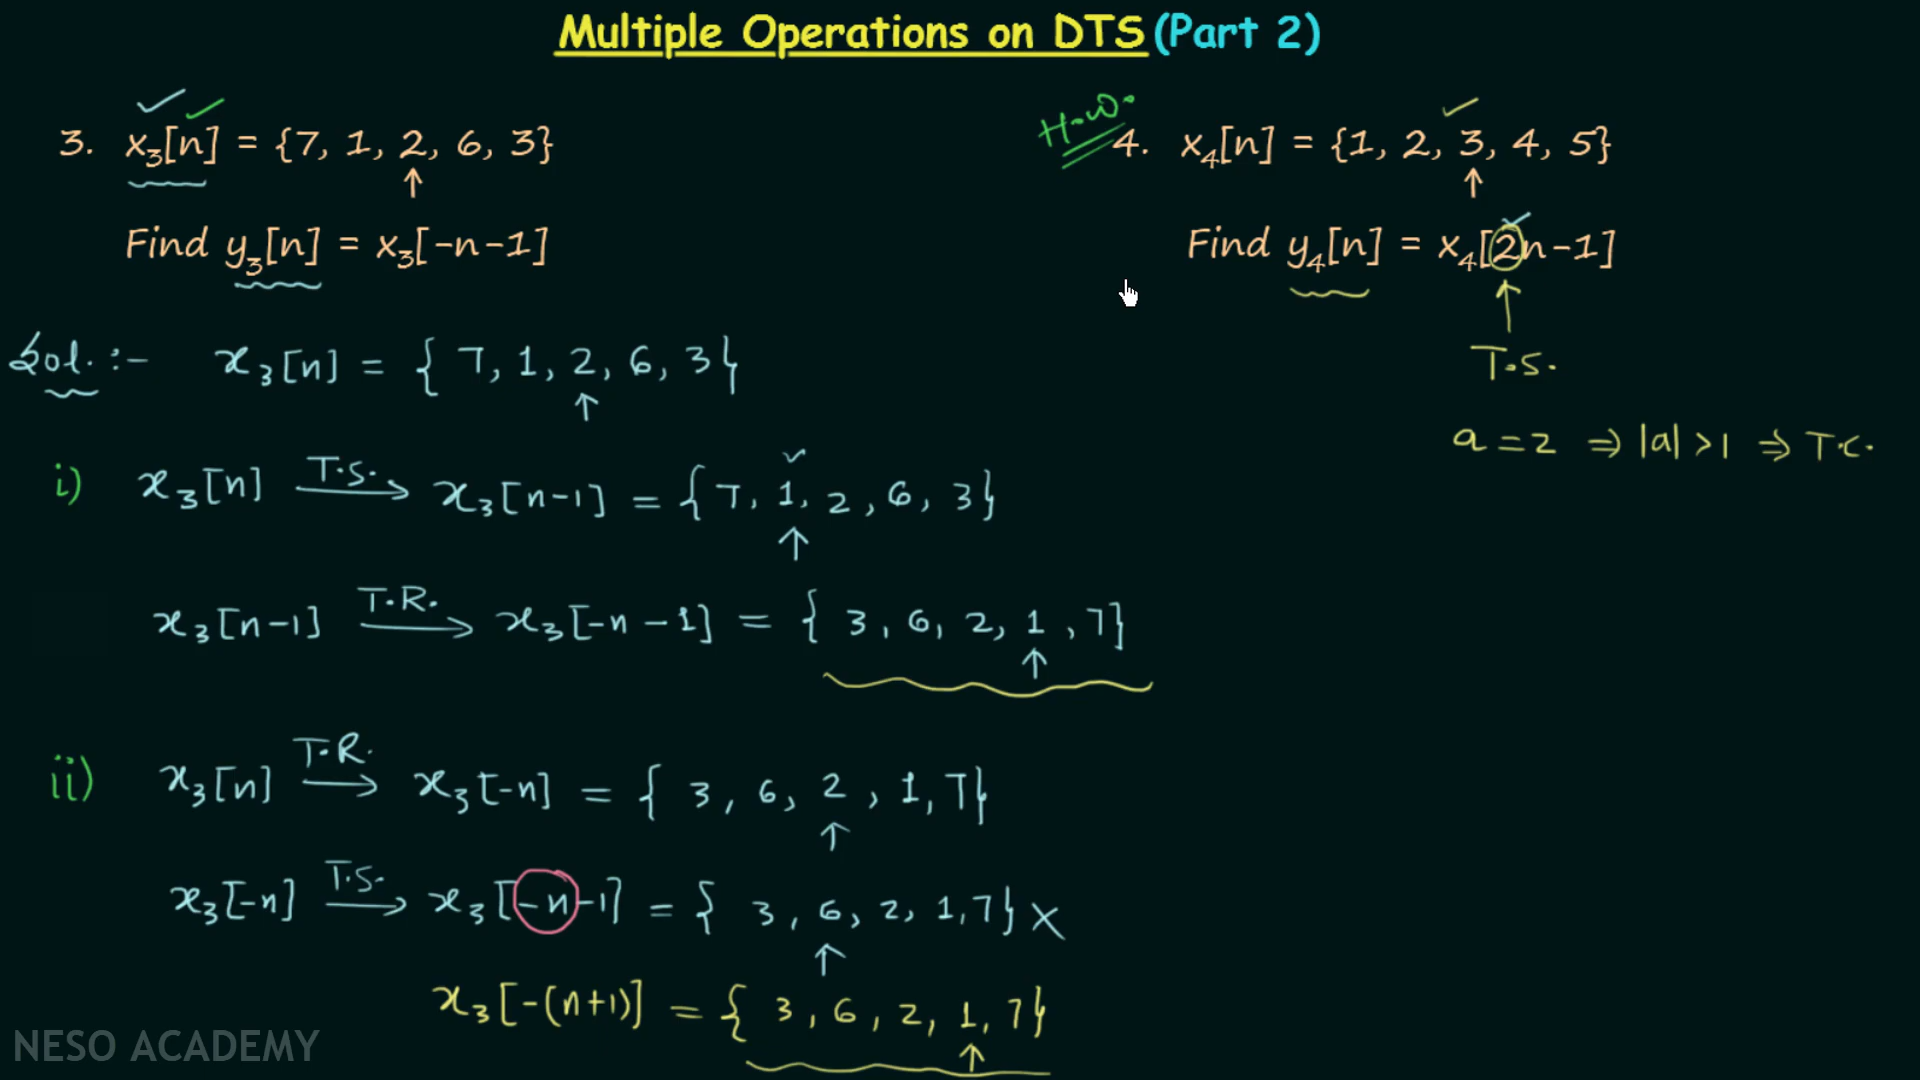 Multiple Operations on DTS (Part 2)
3. x₃[n] = {7, 1, 2, 6, 3}
↑
Find y₃[n] = x₃[-n-1]
H.W. 4. x₄[n] = {1, 2, 3, 4, 5}
↑
Find y₄[n] = x₄[2n-1]
↑
T.S.
a = 2 ⇒ |a| > 1 ⇒ T.C.
Sol. :- x₃[n] = { 7, 1, 2, 6, 3}
↑
i) x₃[n] T.S. → x₃[n-1] = {7, 1, 2, 6, 3}
↑
x₃[n-1] T.R. → x₃[-n-1] = { 3, 6, 2, 1, 7}
↑
ii) x₃[n] T.R. → x₃[-n] = { 3, 6, 2, 1, 7}
↑
x₃[-n] T.S. → x₃[-n-1] = { 3, 6, 2, 1, 7} X
↑
x₃[-(n+1)] = { 3, 6, 2, 1, 7}
↑
NESO ACADEMY